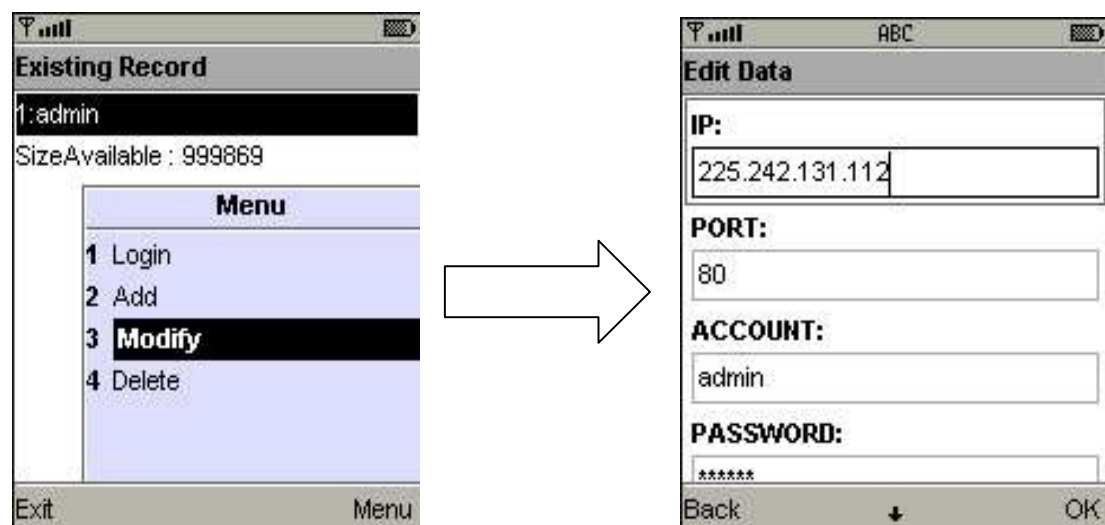 Existing Record
1:admin
SizeAvailable : 999869
Menu
1 Login
2 Add
3 Modify
4 Delete
Exit Menu
ABC
Edit Data
IP:
225.242.131.112
PORT:
80
ACCOUNT:
admin
PASSWORD:
******
Back OK